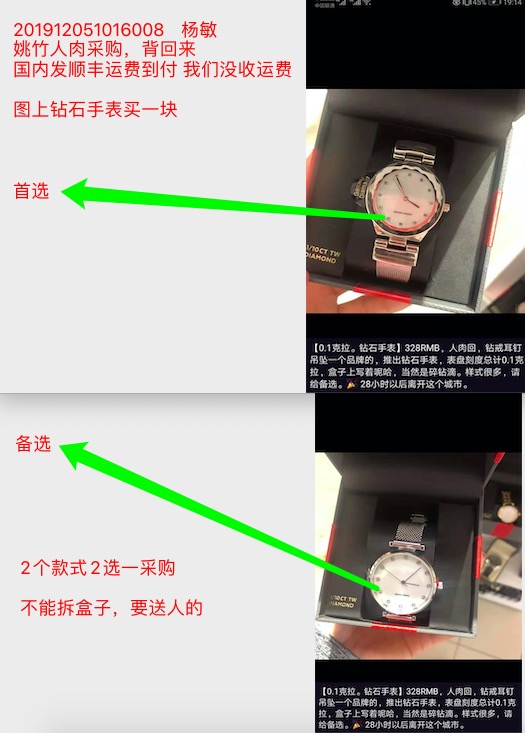 201912051016008 杨敏
姚竹人肉采购，背回来
国内发顺丰运费到付 我们没收运费
图上钻石手表买一块
首选
中国联通
45%
19:14
1/10CT TW
DIAMOND
【0.1克拉。钻石手表】328RMB，人肉回，钻戒耳钉
吊坠一个品牌的，推出钻石手表，表盘刻度总计0.1克
拉，盒子上写着呢哈，当然是碎钻滴。样式很多，请
给备选。🎉 28小时以后离开这个城市。
备选
2个款式2选一采购
不能拆盒子，要送人的
1/10CT TW
DIAMOND
【0.1克拉。钻石手表】328RMB，人肉回，钻戒耳钉
吊坠一个品牌的，推出钻石手表，表盘刻度总计0.1克
拉，盒子上写着呢哈，当然是碎钻滴。样式很多，请
给备选。🎉 28小时以后离开这个城市。